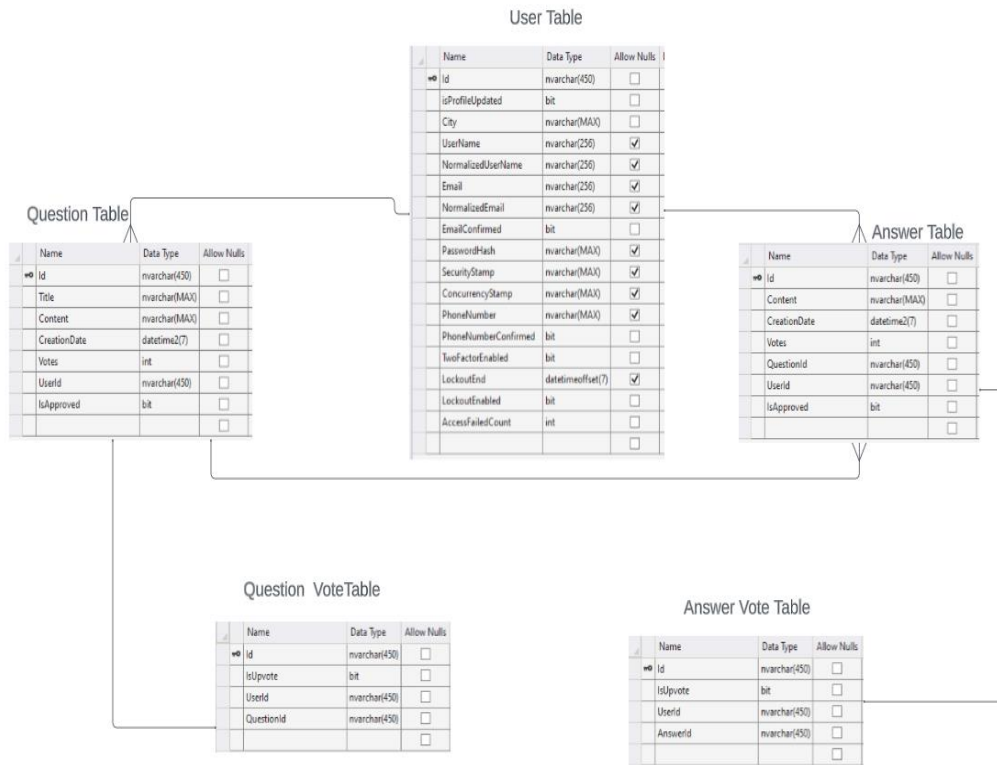 User Table
Name Data Type Allow Nulls
Id nvarchar(450)
isProfileUpdated bit
City nvarchar(MAX)
UserName nvarchar(256)
NormalizedUserName nvarchar(256)
Email nvarchar(256)
NormalizedEmail nvarchar(256)
EmailConfirmed bit
PasswordHash nvarchar(MAX)
SecurityStamp nvarchar(MAX)
ConcurrencyStamp nvarchar(MAX)
PhoneNumber nvarchar(MAX)
PhoneNumberConfirmed bit
TwoFactorEnabled bit
LockoutEnd datetimeoffset(7)
LockoutEnabled bit
AccessFailedCount int
Question Table
Name Data Type Allow Nulls
Id nvarchar(450)
Title nvarchar(MAX)
Content nvarchar(MAX)
CreationDate datetime2(7)
Votes int
UserId nvarchar(450)
IsApproved bit
Answer Table
Name Data Type Allow Nulls
Id nvarchar(450)
Content nvarchar(MAX)
CreationDate datetime2(7)
Votes int
QuestionId nvarchar(450)
UserId nvarchar(450)
IsApproved bit
Question VoteTable
Name Data Type Allow Nulls
Id nvarchar(450)
IsUpvote bit
UserId nvarchar(450)
QuestionId nvarchar(450)
Answer Vote Table
Name Data Type Allow Nulls
Id nvarchar(450)
IsUpvote bit
UserId nvarchar(450)
AnswerId nvarchar(450)